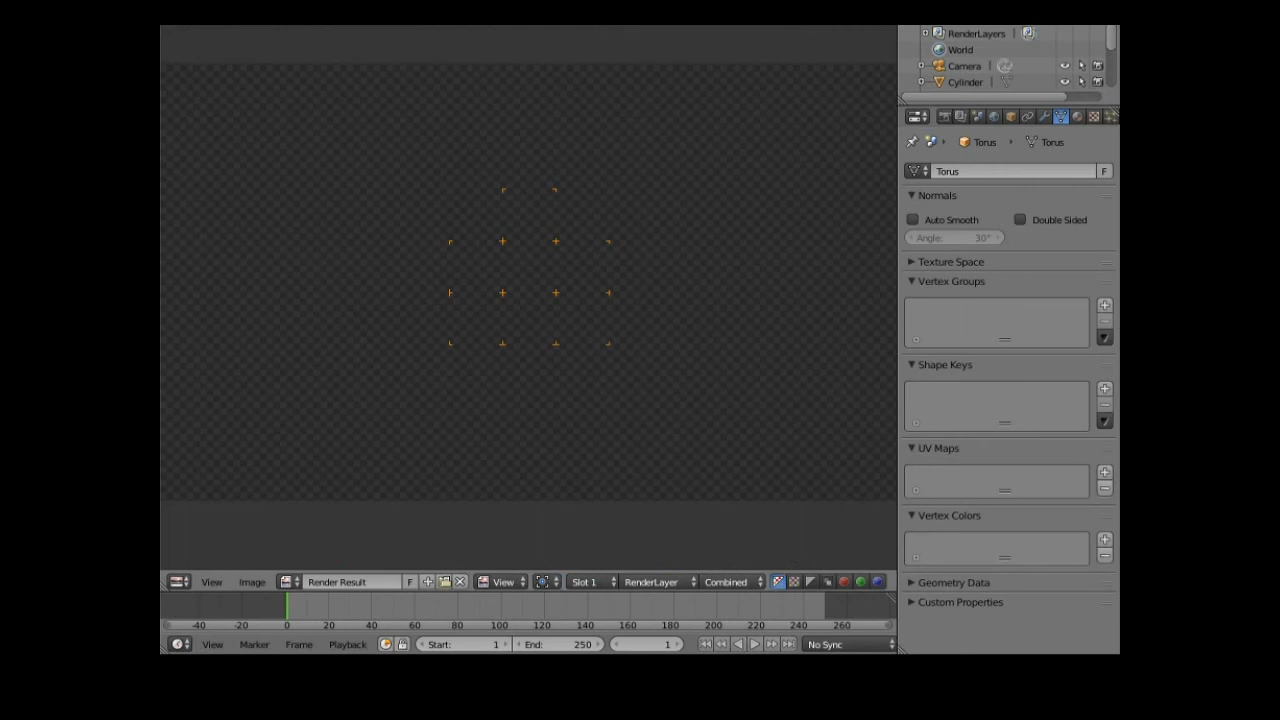 RenderLayers
World
Camera
Cylinder
Torus
Torus
Torus
F
Normals
Auto Smooth
Double Sided
Angle: 30°
Texture Space
Vertex Groups
Shape Keys
UV Maps
Vertex Colors
Geometry Data
Custom Properties
View Image Render Result F View Slot 1 RenderLayer Combined
-40 -20 0 20 40 60 80 100 120 140 160 180 200 220 240 260
View Marker Frame Playback Start: 1 End: 250 1 No Sync